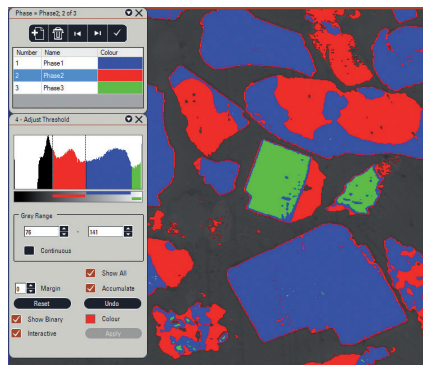 Phase = Phase2; 2 of 3
Number Name Colour
1 Phase1
2 Phase2
3 Phase3
4 - Adjust Threshold
Grey Range
76 - 141
Continuous
Show All
0 Margin Accumulate
Reset Undo
Show Binary Colour
Interactive Apply